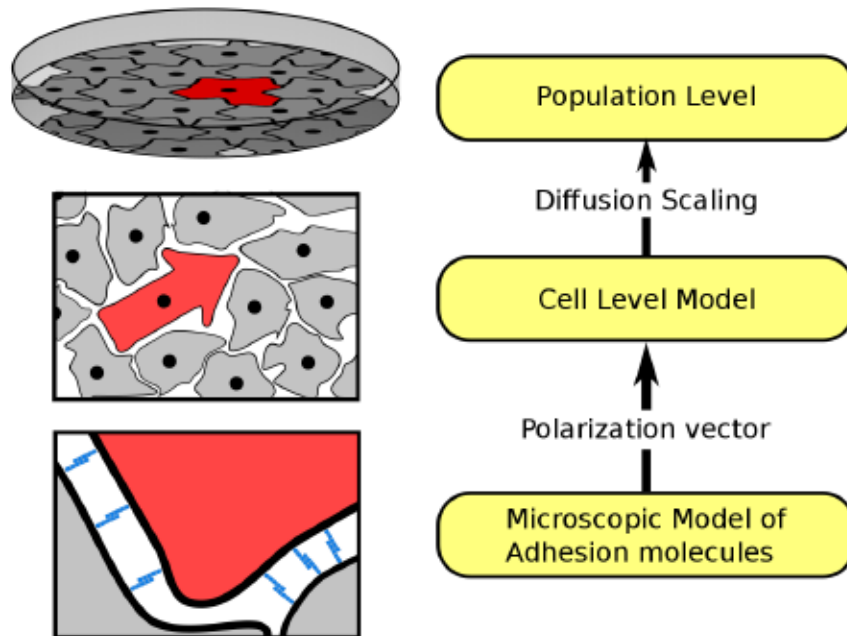 Population Level
Diffusion Scaling
Cell Level Model
Polarization vector
Microscopic Model of
Adhesion molecules